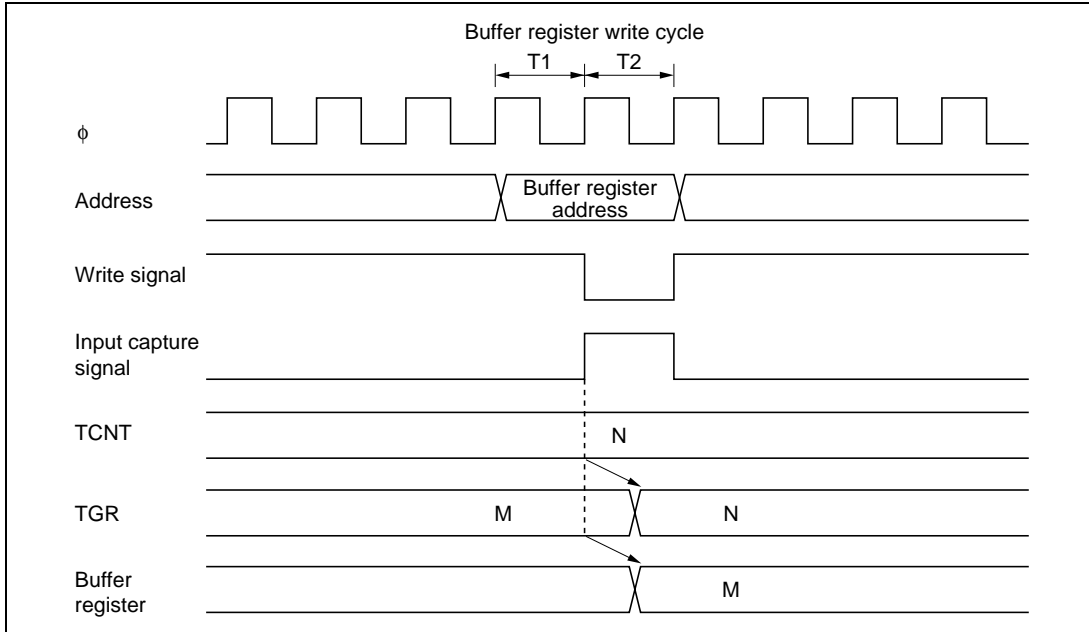 Buffer register write cycle
T1 T2
ϕ
Address
Buffer register
address
Write signal
Input capture
signal
TCNT
N
TGR
M N
Buffer
register
M